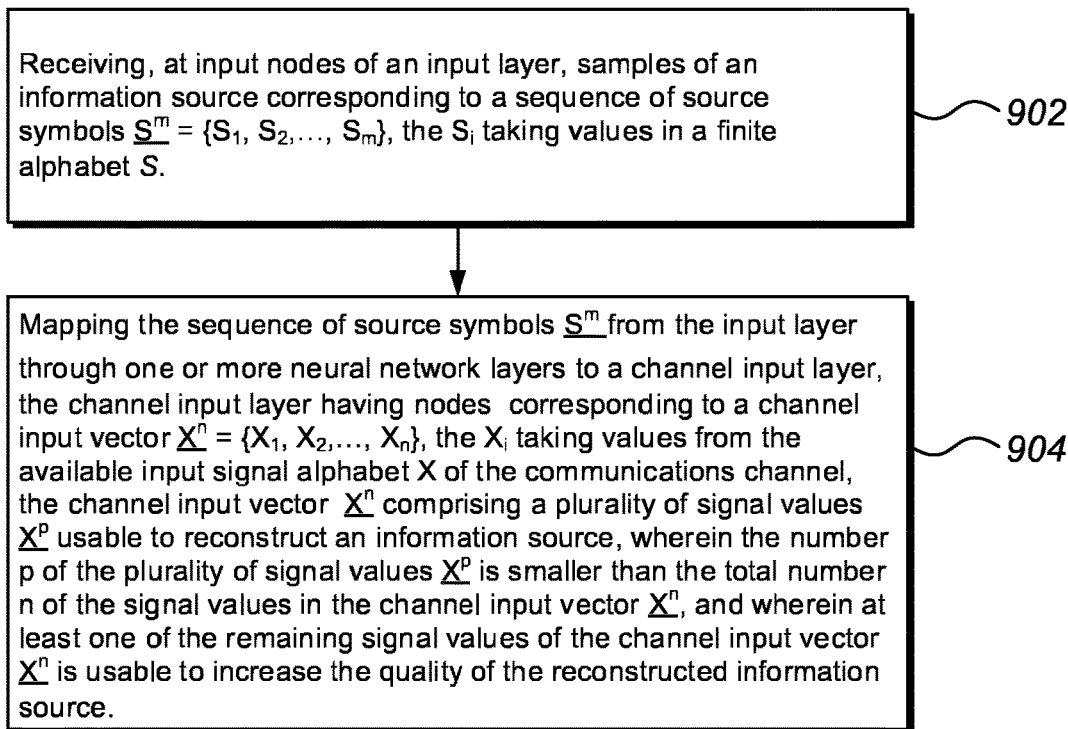 Receiving, at input nodes of an input layer, samples of an
information source corresponding to a sequence of source
symbols S^m = {S₁, S₂,..., Sₘ}, the Sᵢ taking values in a finite
alphabet S.
902
Mapping the sequence of source symbols S^m from the input layer
through one or more neural network layers to a channel input layer,
the channel input layer having nodes corresponding to a channel
input vector X^n = {X₁, X₂,..., Xₙ}, the Xᵢ taking values from the
available input signal alphabet X of the communications channel,
the channel input vector X^n comprising a plurality of signal values
X^p usable to reconstruct an information source, wherein the number
p of the plurality of signal values X^p is smaller than the total number
n of the signal values in the channel input vector X^n, and wherein at
least one of the remaining signal values of the channel input vector
X^n is usable to increase the quality of the reconstructed information
source.
904